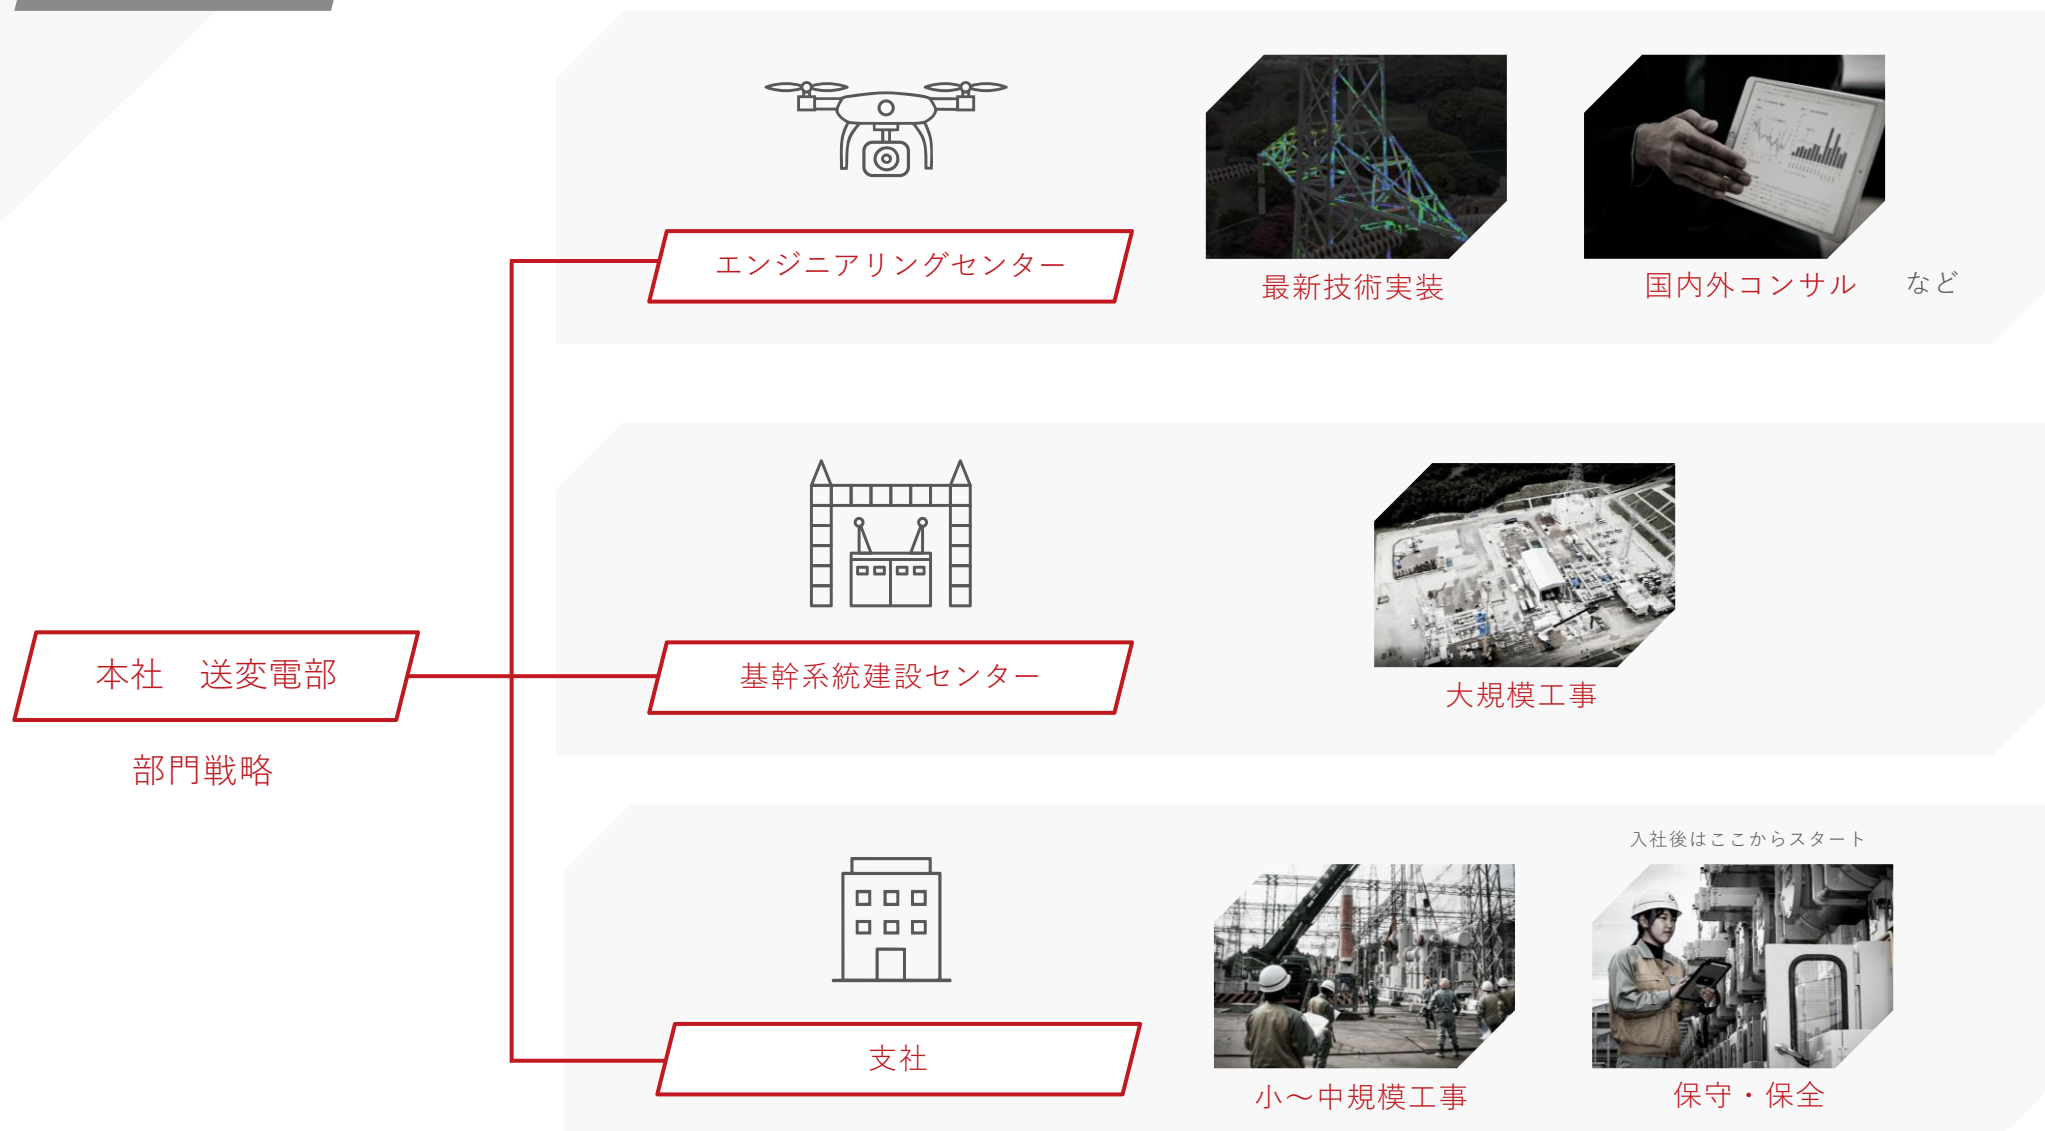 エンジニアリングセンター
最新技術実装
国内外コンサル
など
本社　送変電部
部門戦略
基幹系統建設センター
大規模工事
入社後はここからスタート
支社
小～中規模工事
保守・保全